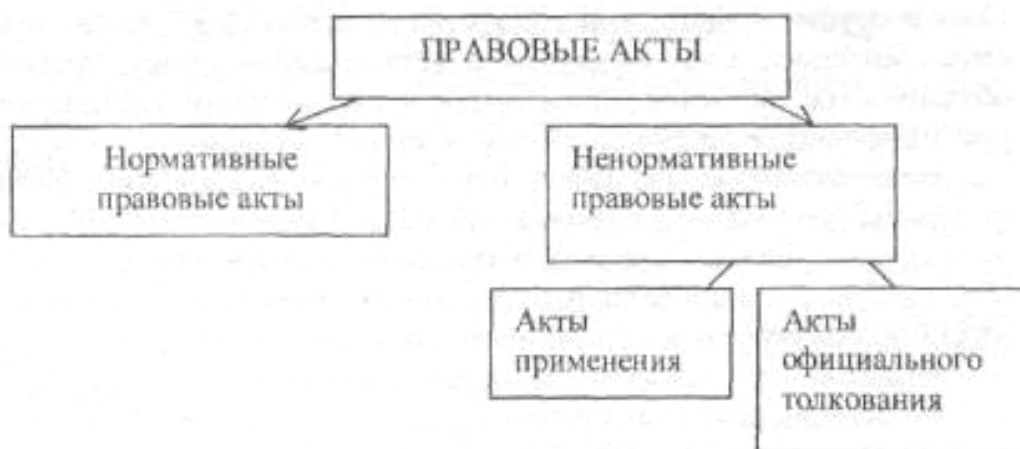 ПРАВОВЫЕ АКТЫ
Нормативные
правовые акты
Ненормативные
правовые акты
Акты
применения
Акты
официального
толкования